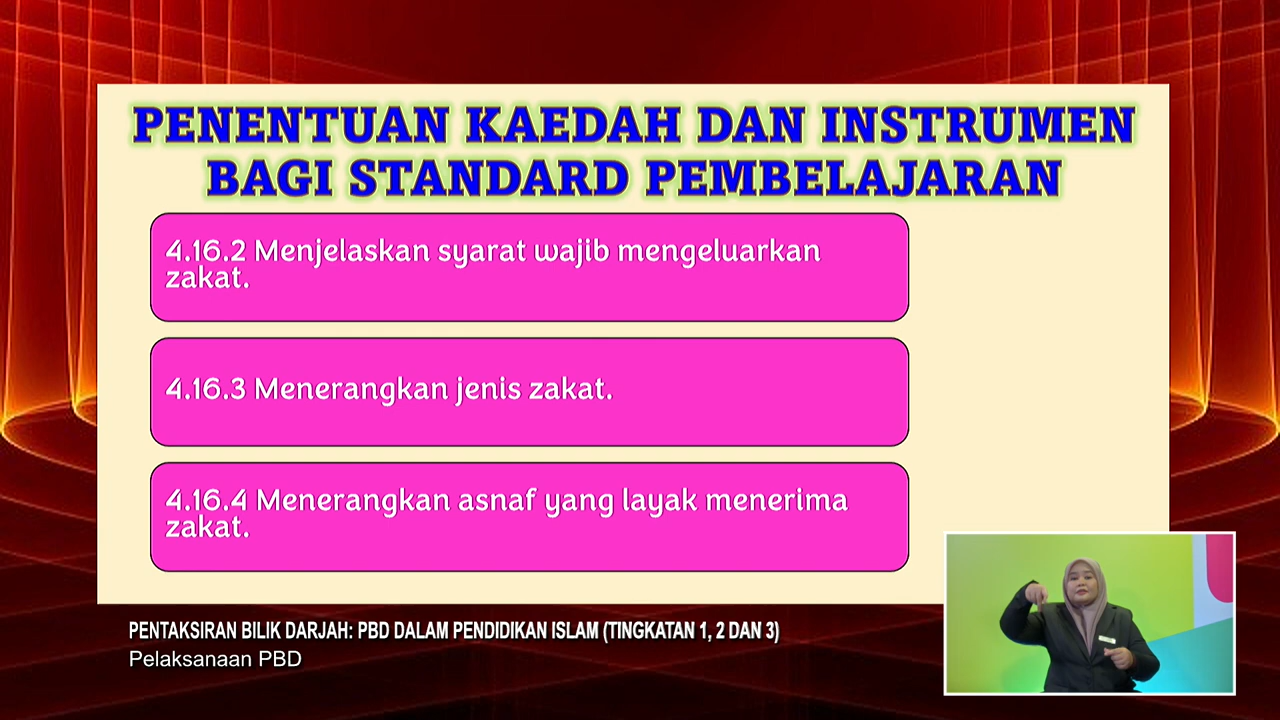 PENENTUAN KAEDAH DAN INSTRUMEN
BAGI STANDARD PEMBELAJARAN
4.16.2 Menjelaskan syarat wajib mengeluarkan
zakat.
4.16.3 Menerangkan jenis zakat.
4.16.4 Menerangkan asnaf yang layak menerima
zakat.
PENTAKSIRAN BILIK DARJAH: PBD DALAM PENDIDIKAN ISLAM (TINGKATAN 1, 2 DAN 3)
Pelaksanaan PBD